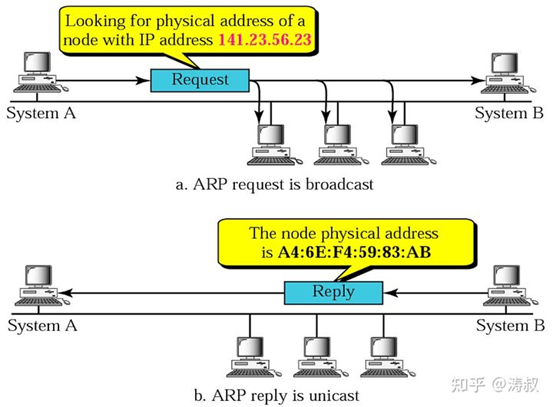 Looking for physical address of a
node with IP address 141.23.56.23
Request
System A
System B
a. ARP request is broadcast
The node physical address
is A4:6E:F4:59:83:AB
Reply
System A
System B
b. ARP reply is unicast
知乎 @涛叔